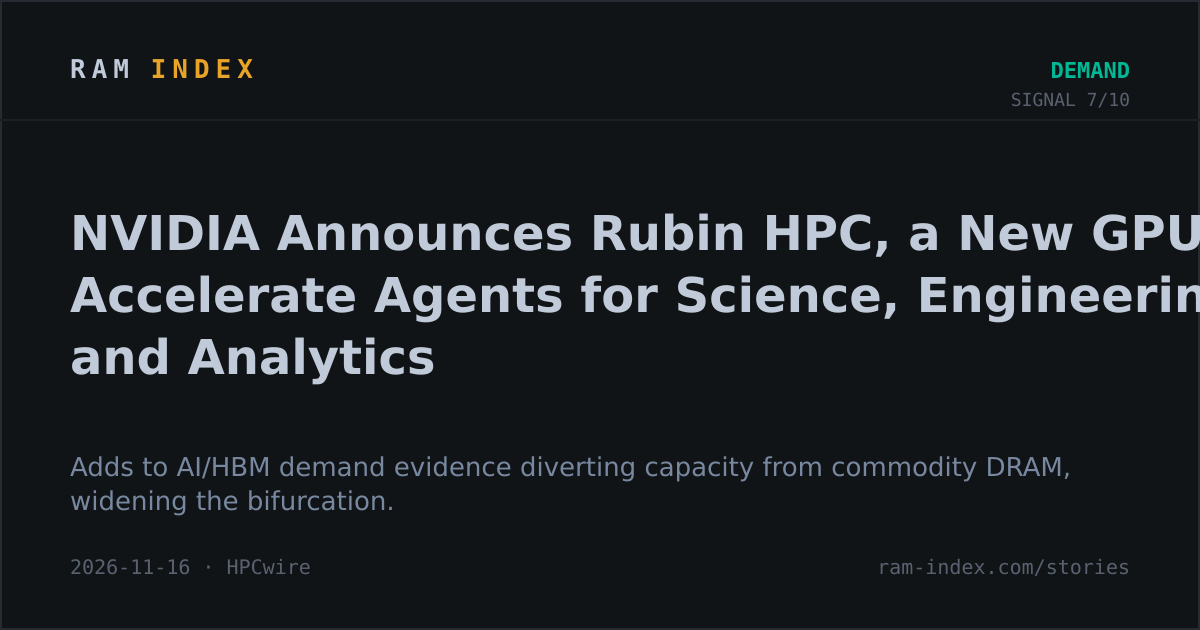 RAM INDEX
DEMAND
SIGNAL 7/10
NVIDIA Announces Rubin HPC, a New GPU
Accelerate Agents for Science, Engineerin
and Analytics
Adds to AI/HBM demand evidence diverting capacity from commodity DRAM,
widening the bifurcation.
2026-11-16 · HPCwire
ram-index.com/stories